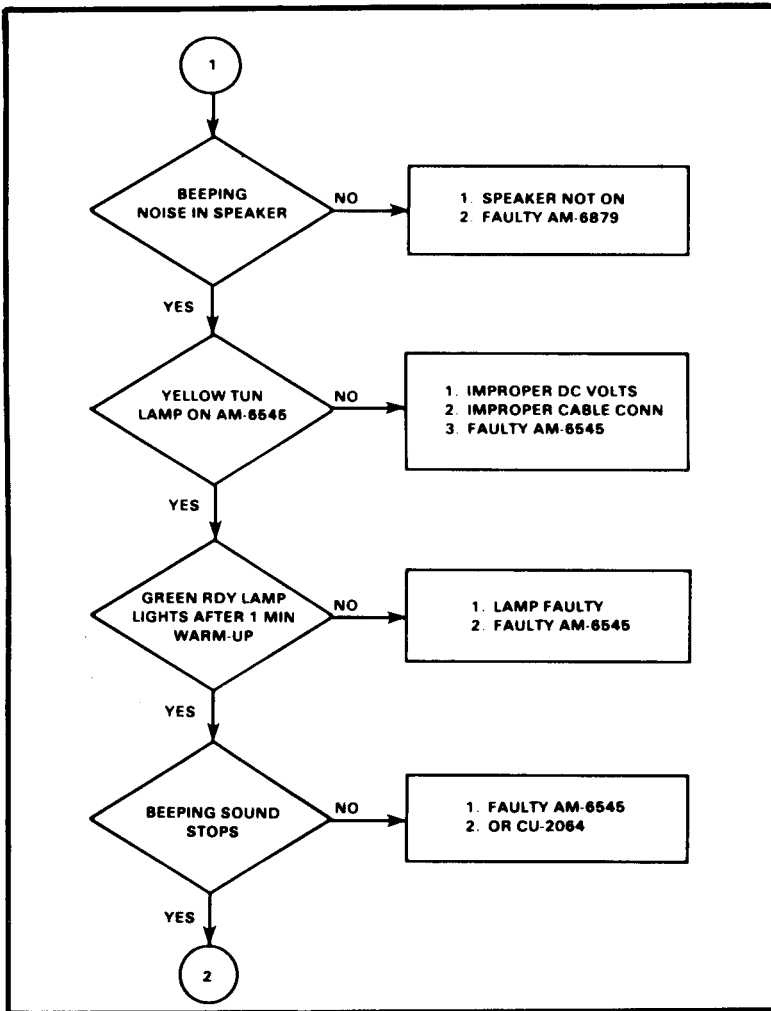 1
BEEPING
NOISE IN SPEAKER
NO
1. SPEAKER NOT ON
2. FAULTY AM-6879
YES
YELLOW TUN
LAMP ON AM-6545
NO
1. IMPROPER DC VOLTS
2. IMPROPER CABLE CONN
3. FAULTY AM-6545
YES
GREEN RDY LAMP
LIGHTS AFTER 1 MIN
WARM-UP
NO
1. LAMP FAULTY
2. FAULTY AM-6545
YES
BEEPING SOUND
STOPS
NO
1. FAULTY AM-6545
2. OR CU-2064
YES
2